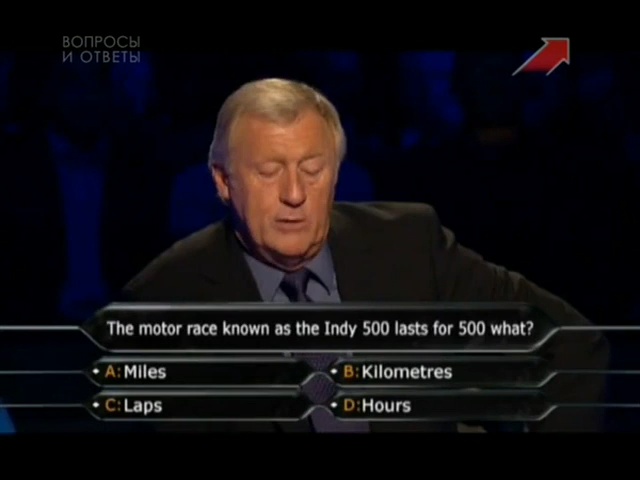 ВОПРОСЫ
И ОТВЕТЫ
The motor race known as the Indy 500 lasts for 500 what?
A: Miles
B: Kilometres
C: Laps
D: Hours